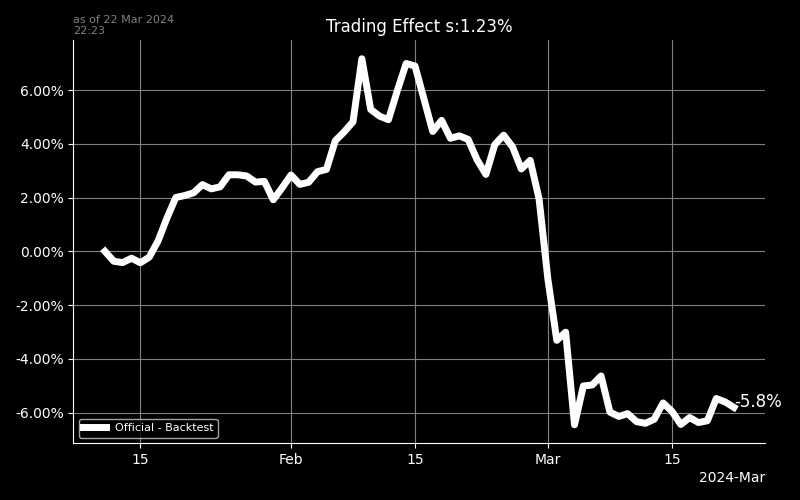 as of 22 Mar 2024
22:23
Trading Effect s:1.23%
6.00%
4.00%
2.00%
0.00%
-2.00%
-4.00%
-6.00%
-5.8%
Official - Backtest
15
Feb
15
Mar
15
2024-Mar